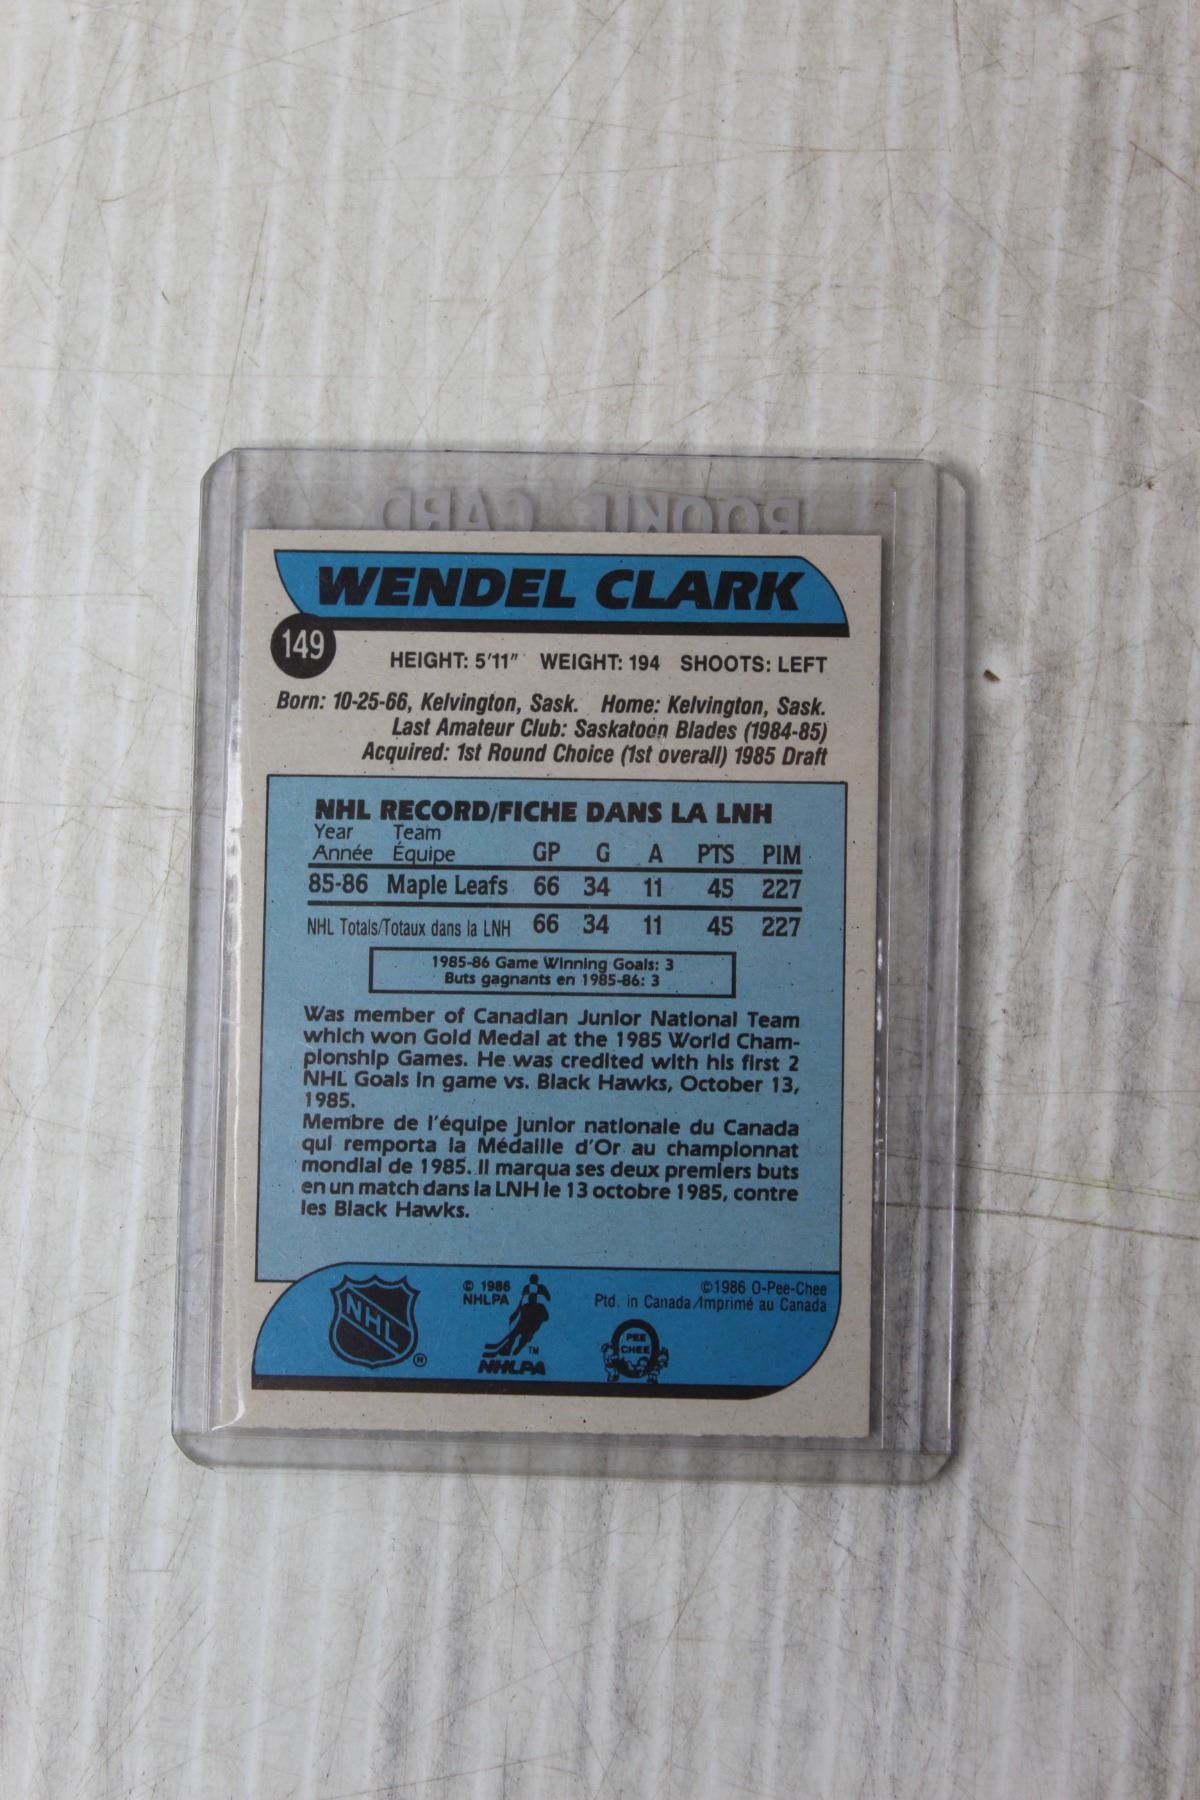 ROOKIE CARD
WENDEL CLARK
149
HEIGHT: 5'11" WEIGHT: 194 SHOOTS: LEFT
Born: 10-25-66, Kelvington, Sask. Home: Kelvington, Sask.
Last Amateur Club: Saskatoon Blades (1984-85)
Acquired: 1st Round Choice (1st overall) 1985 Draft
NHL RECORD/FICHE DANS LA LNH
Year Team
Année Équipe GP G A PTS PIM
85-86 Maple Leafs 66 34 11 45 227
NHL Totals/Totaux dans la LNH 66 34 11 45 227
1985-86 Game Winning Goals: 3
Buts gagnants en 1985-86: 3
Was member of Canadian Junior National Team
which won Gold Medal at the 1985 World Cham-
pionship Games. He was credited with his first 2
NHL Goals in game vs. Black Hawks, October 13,
1985.
Membre de l'équipe junior nationale du Canada
qui remporta la Médaille d'Or au championnat
mondial de 1985. Il marqua ses deux premiers buts
en un match dans la LNH le 13 octobre 1985, contre
les Black Hawks.
NHL ®
© 1986
NHLPA
TM
NHLPA
©1986 O-Pee-Chee
Ptd. in Canada/Imprimé au Canada
PEE
CHEE